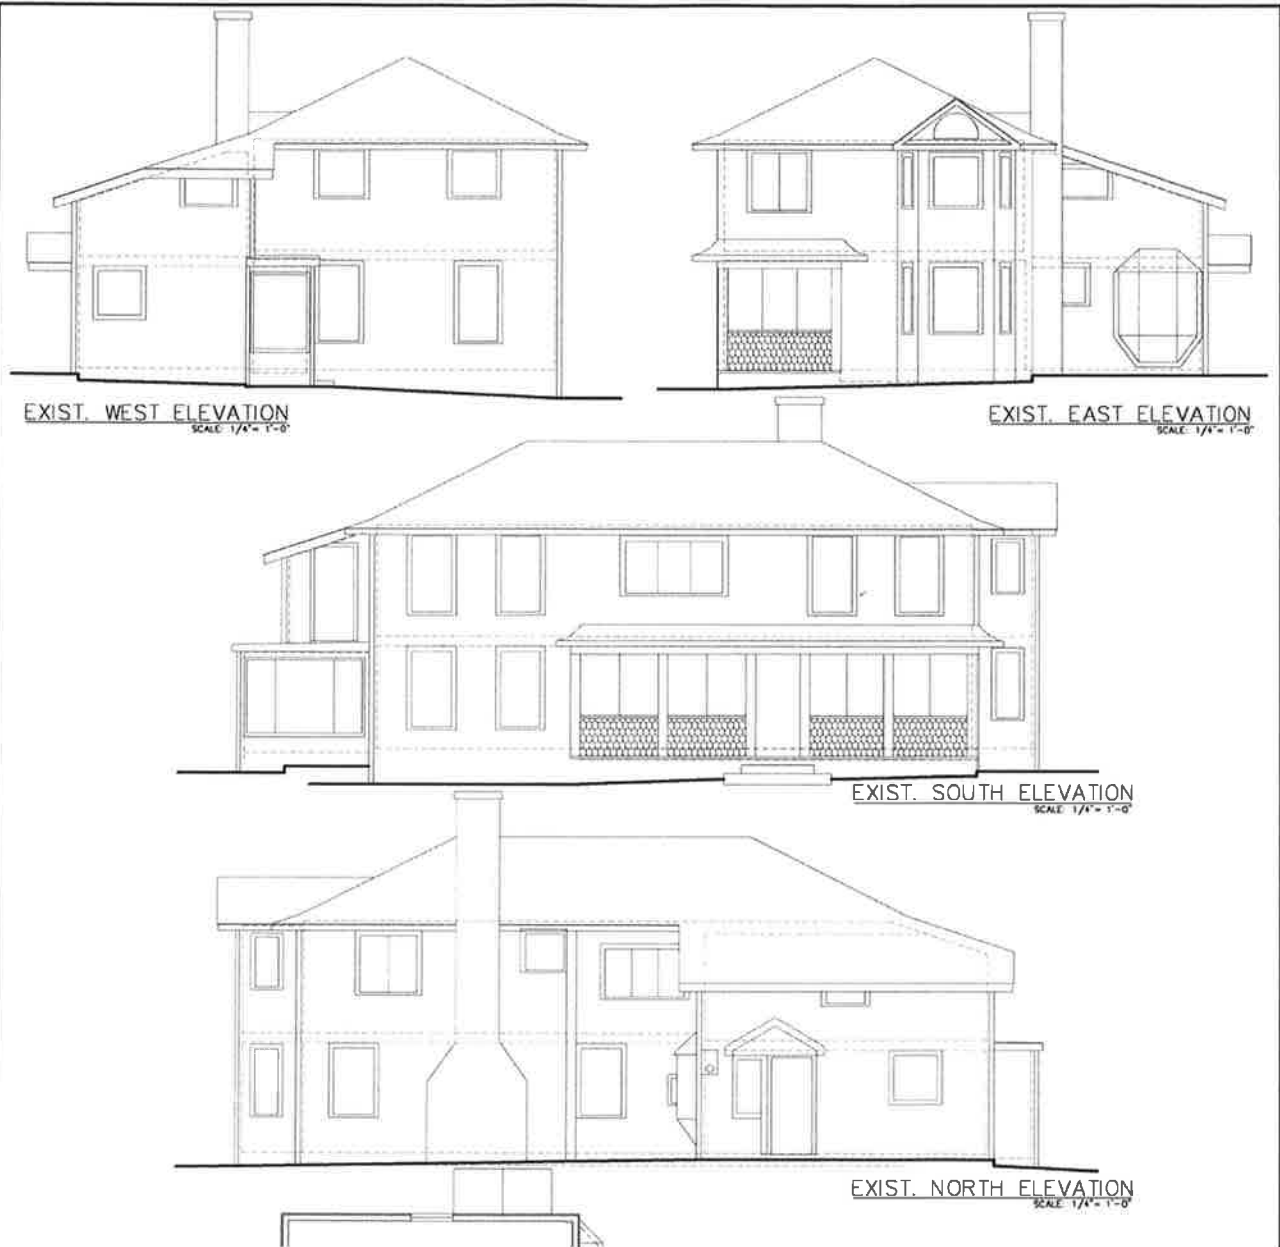 EXIST. WEST ELEVATION
SCALE: 1/4"= 1'-0"
EXIST. EAST ELEVATION
SCALE: 1/4"= 1'-0"
EXIST. SOUTH ELEVATION
SCALE: 1/4"= 1'-0"
EXIST. NORTH ELEVATION
SCALE: 1/4"= 1'-0"